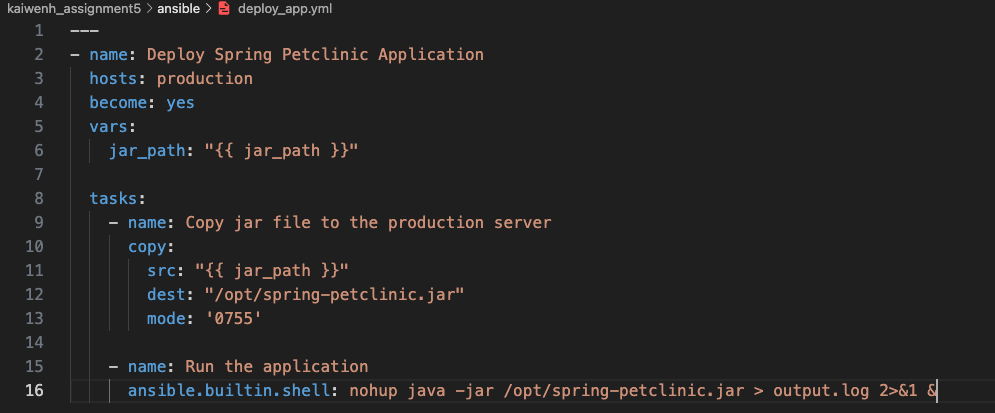 kaiwenh_assignment5 > ansible > deploy_app.yml
1 ---
2 - name: Deploy Spring Petclinic Application
3 hosts: production
4 become: yes
5 vars:
6 jar_path: "{{ jar_path }}"
7
8 tasks:
9 - name: Copy jar file to the production server
10 copy:
11 src: "{{ jar_path }}"
12 dest: "/opt/spring-petclinic.jar"
13 mode: '0755'
14
15 - name: Run the application
16 ansible.builtin.shell: nohup java -jar /opt/spring-petclinic.jar > output.log 2>&1 &